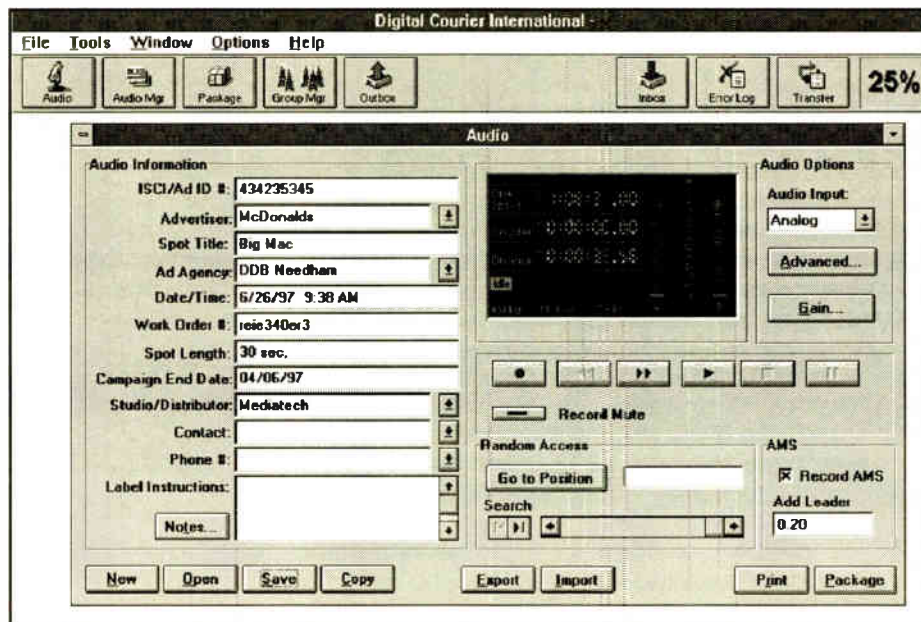 Digital Courier International -
File Tools Window Options Help
Audio Audio Mgr Package Group Mgr Outbox Inbox Error Log Transfer 25%
Audio
Audio Information
ISCI/Ad ID #: 434235345
Advertiser: McDonalds
Spot Title: Big Mac
Ad Agency: DDB Needham
Date/Time: 6/26/97 9:38 AM
Work Order #: reie340er3
Spot Length: 30 sec.
Campaign End Date: 04/06/97
Studio/Distributor: Mediatech
Contact:
Phone #:
Label Instructions:
Notes...
Idle
Audio Options
Audio Input:
Analog
Advanced...
Gain...
Record Mute
Random Access
Go to Position
Search
AMS
Record AMS
Add Leader
0.20
New Open Save Copy Export Import Print Package